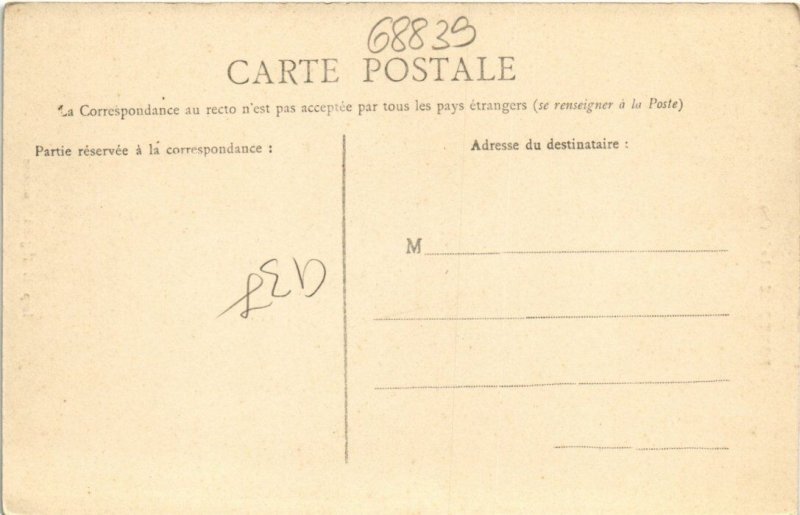 68839
CARTE POSTALE
La Correspondance au recto n'est pas acceptée par tous les pays étrangers (se renseigner à la Poste)
Partie réservée à la correspondance :
Adresse du destinataire :
M